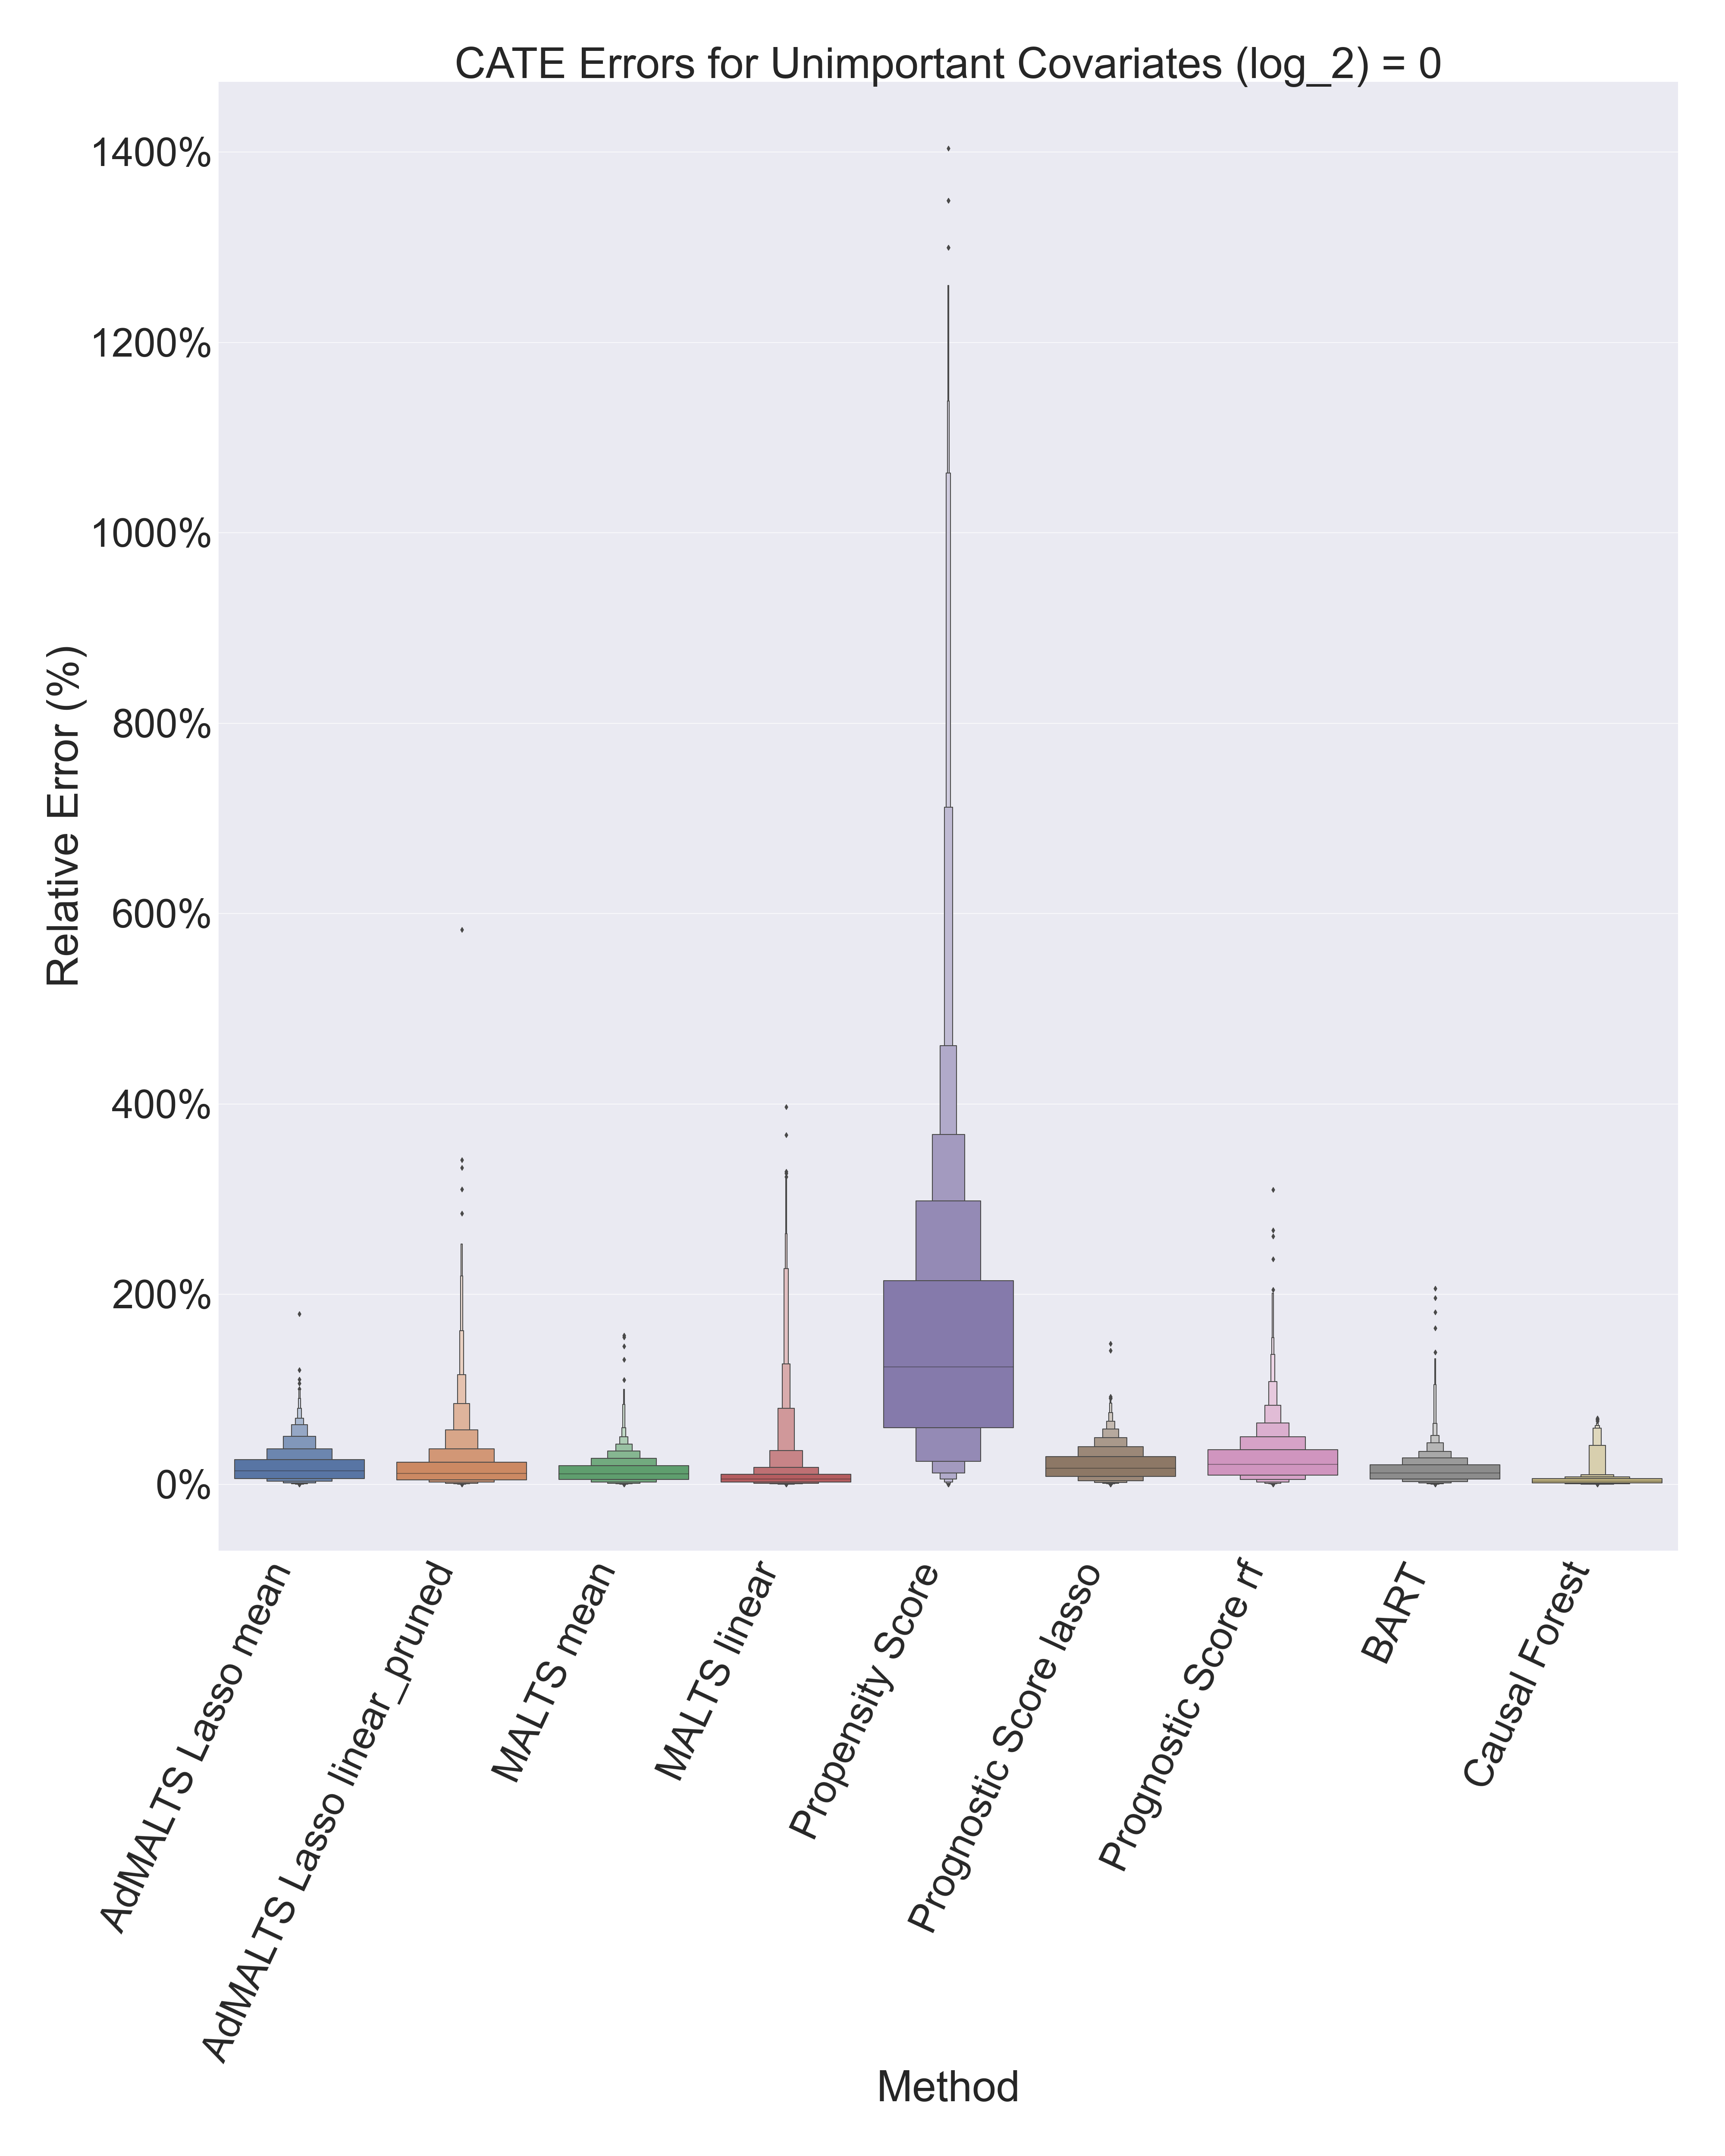 CATE Errors for Unimportant Covariates (log_2) = 0
1400%
1200%
1000%
800%
600%
400%
200%
0%
Relative Error (%)
AdMALTS Lasso mean
AdMALTS Lasso linear_pruned
MALTS mean
MALTS linear
Propensity Score
Prognostic Score lasso
Prognostic Score rf
BART
Causal Forest
Method